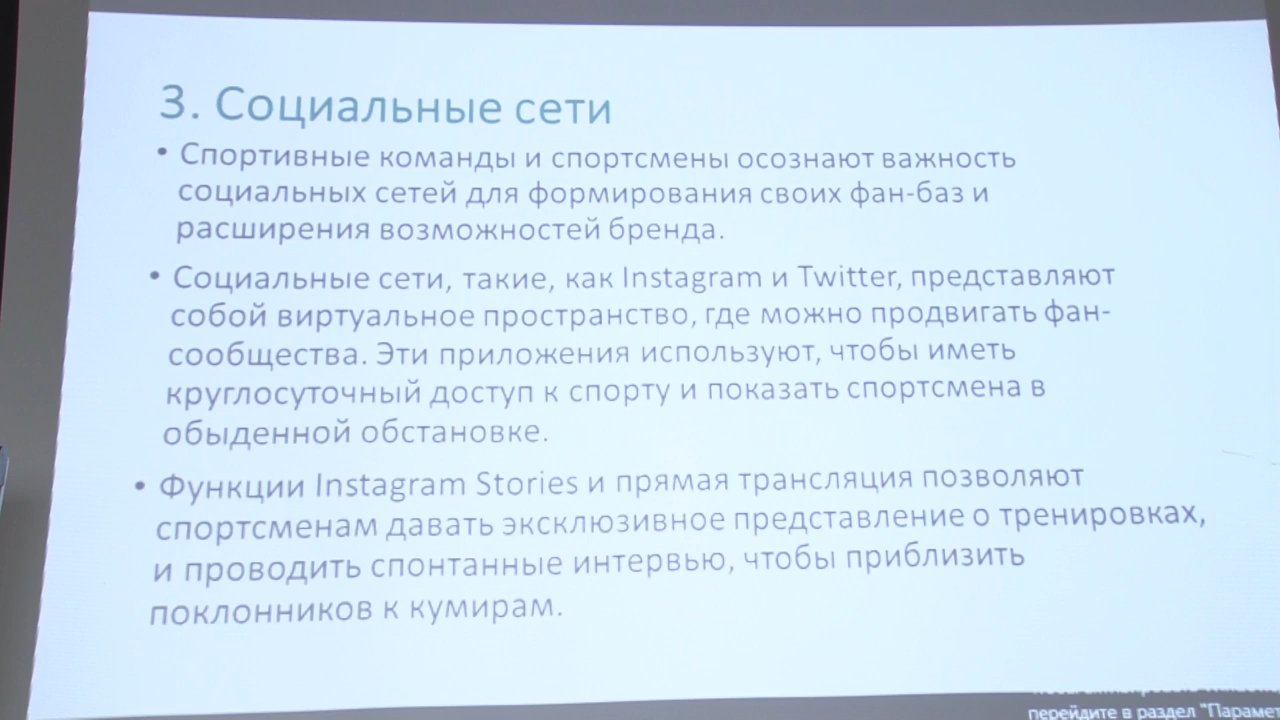 3. Социальные сети
• Спортивные команды и спортсмены осознают важность
социальных сетей для формирования своих фан-баз и
расширения возможностей бренда.
• Социальные сети, такие, как Instagram и Twitter, представляют
собой виртуальное пространство, где можно продвигать фан-
сообщества. Эти приложения используют, чтобы иметь
круглосуточный доступ к спорту и показать спортсмена в
обыденной обстановке.
• Функции Instagram Stories и прямая трансляция позволяют
спортсменам давать эксклюзивное представление о тренировках,
и проводить спонтанные интервью, чтобы приблизить
поклонников к кумирам.
перейдите в раздел "Парамет